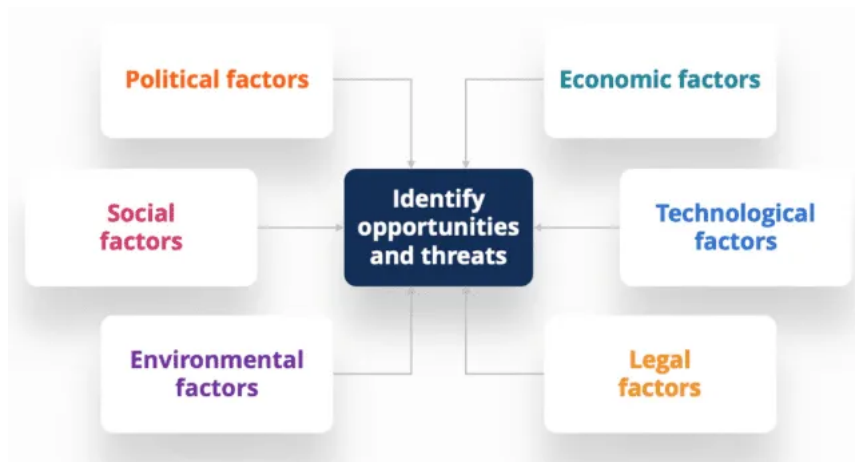 Political factors
Economic factors
Social
factors
Identify
opportunities
and threats
Technological
factors
Environmental
factors
Legal
factors